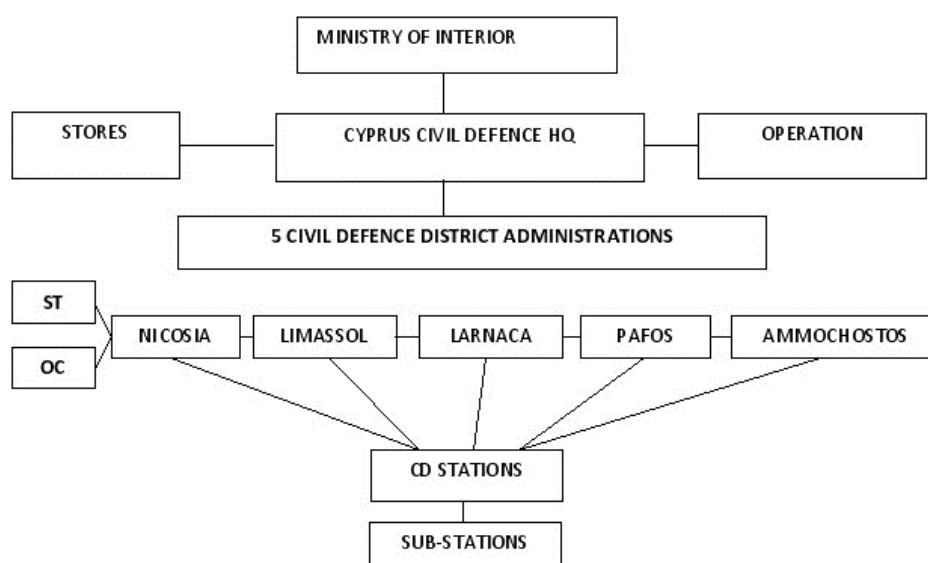 MINISTRY OF INTERIOR
STORES
CYPRUS CIVIL DEFENCE HQ
OPERATION
5 CIVIL DEFENCE DISTRICT ADMINISTRATIONS
ST
OC
NICOSIA
LIMASSOL
LARNACA
PAFOS
AMMOCHOSTOS
CD STATIONS
SUB-STATIONS